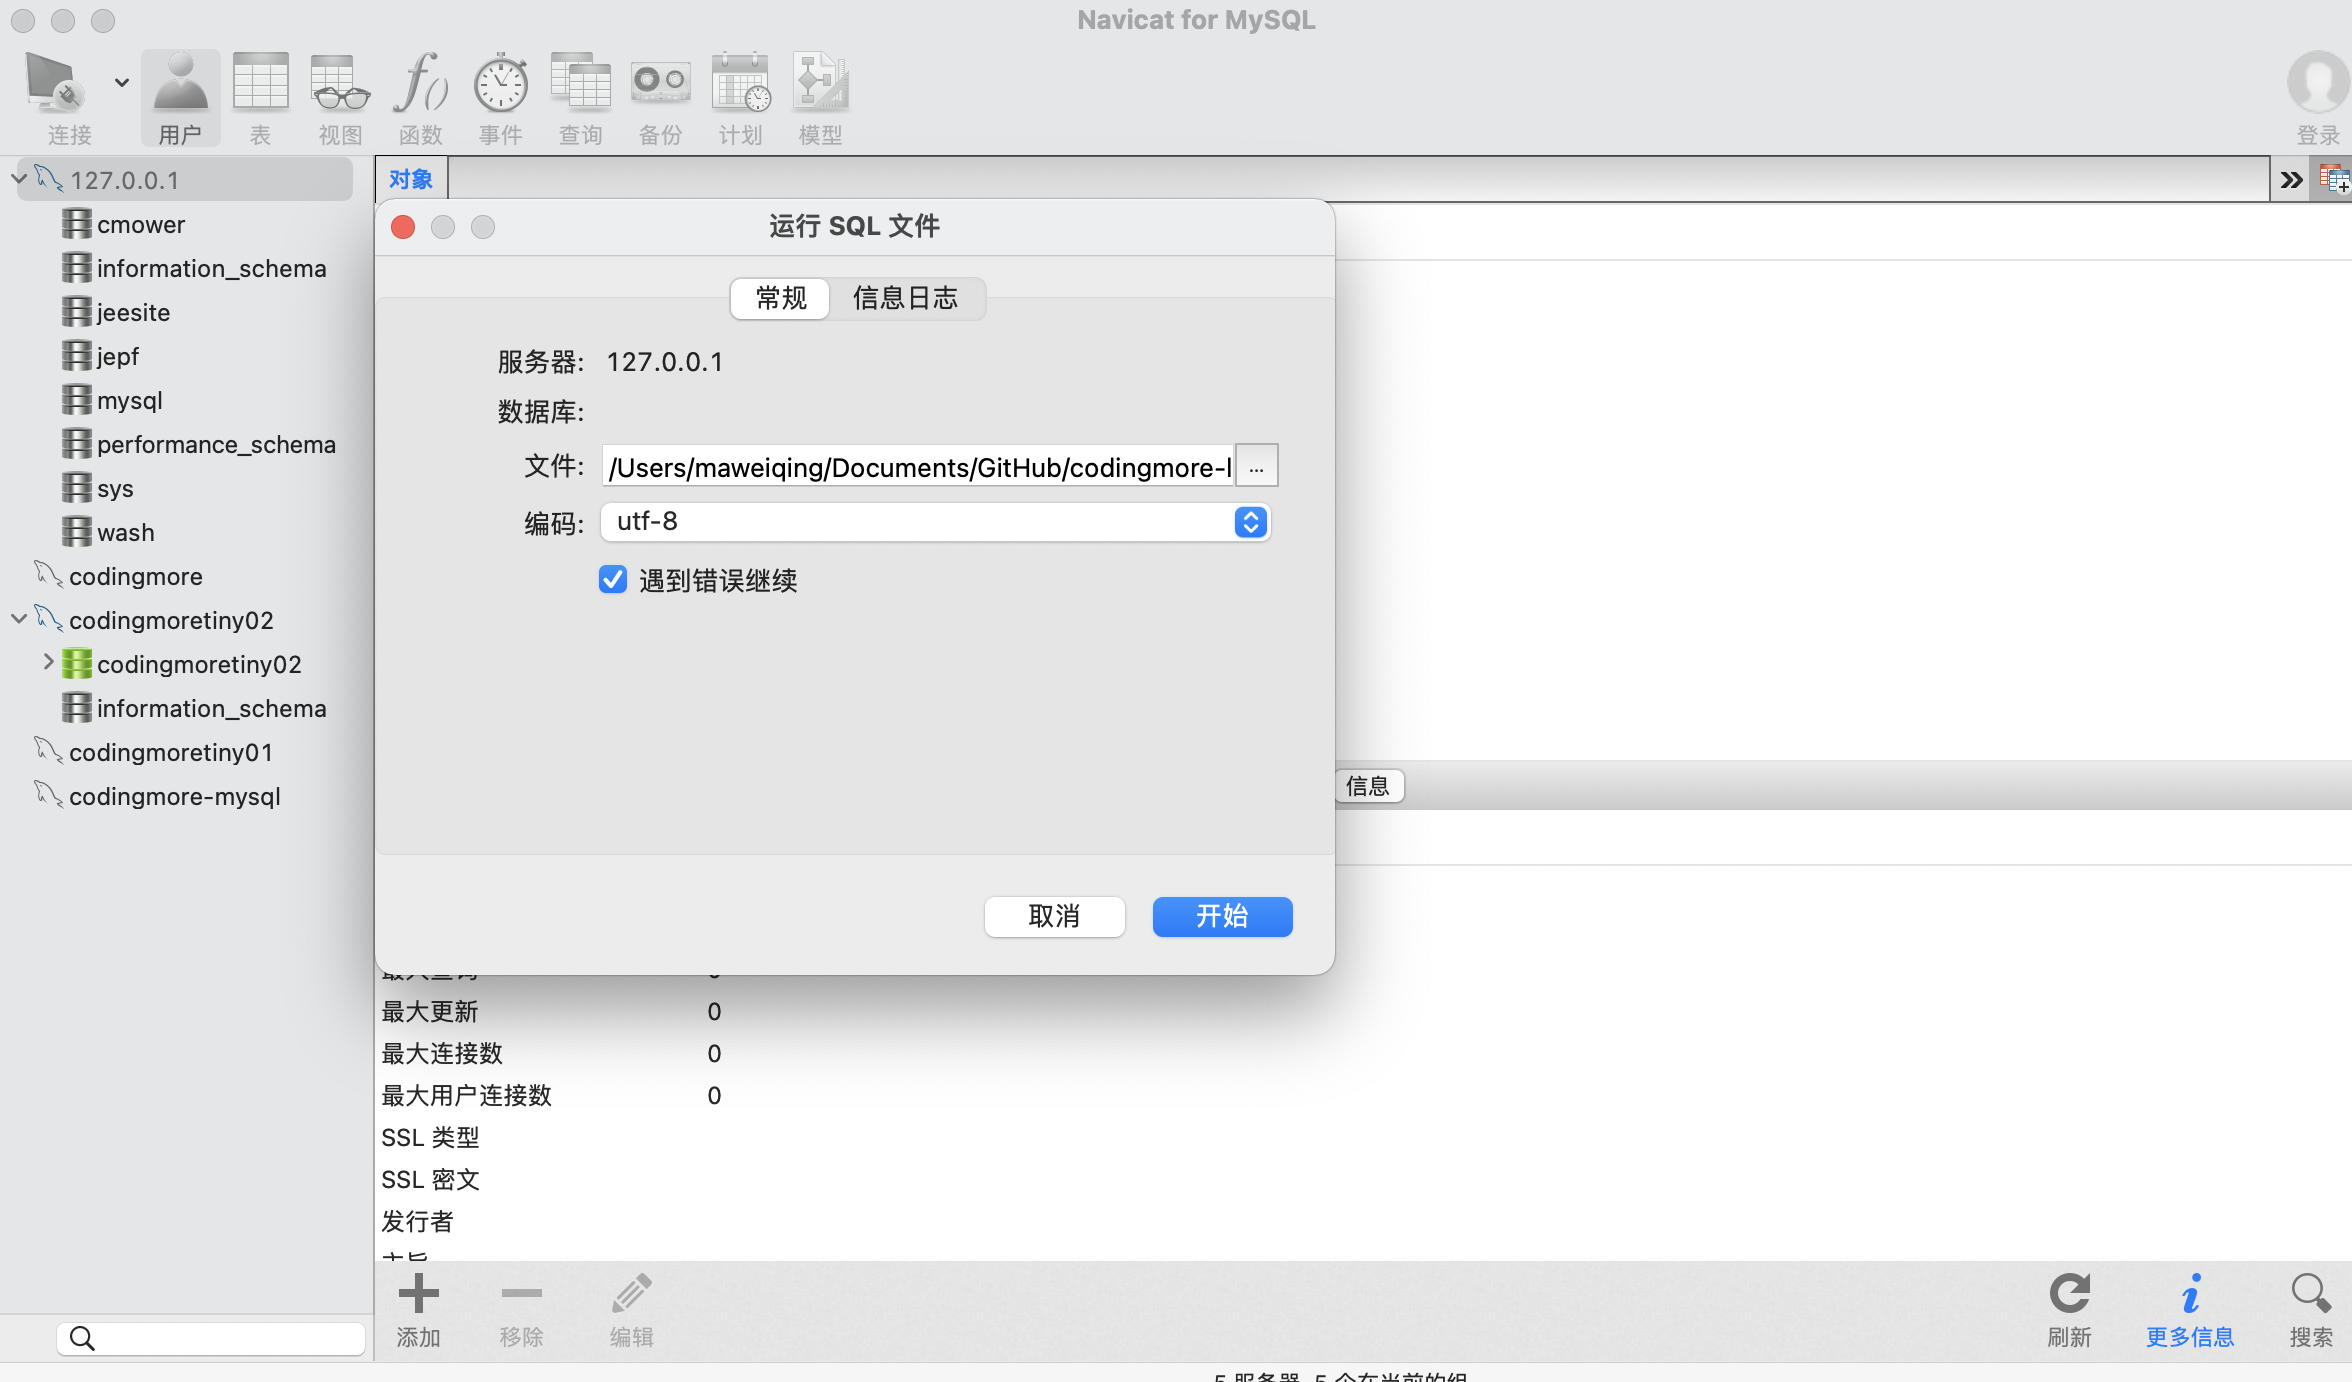 Navicat for MySQL
连接
用户
表
视图
函数
事件
查询
备份
计划
模型
登录
127.0.0.1
cmower
information_schema
jeesite
jepf
mysql
performance_schema
sys
wash
codingmore
codingmoretiny02
codingmoretiny02
information_schema
codingmoretiny01
codingmore-mysql
对象
运行 SQL 文件
常规
信息日志
服务器: 127.0.0.1
数据库:
文件: /Users/maweiqing/Documents/GitHub/codingmore-l
...
编码: utf-8
遇到错误继续
取消
开始
信息
最大更新 0
最大连接数 0
最大用户连接数 0
SSL 类型
SSL 密文
发行者
添加
移除
编辑
刷新
更多信息
搜索